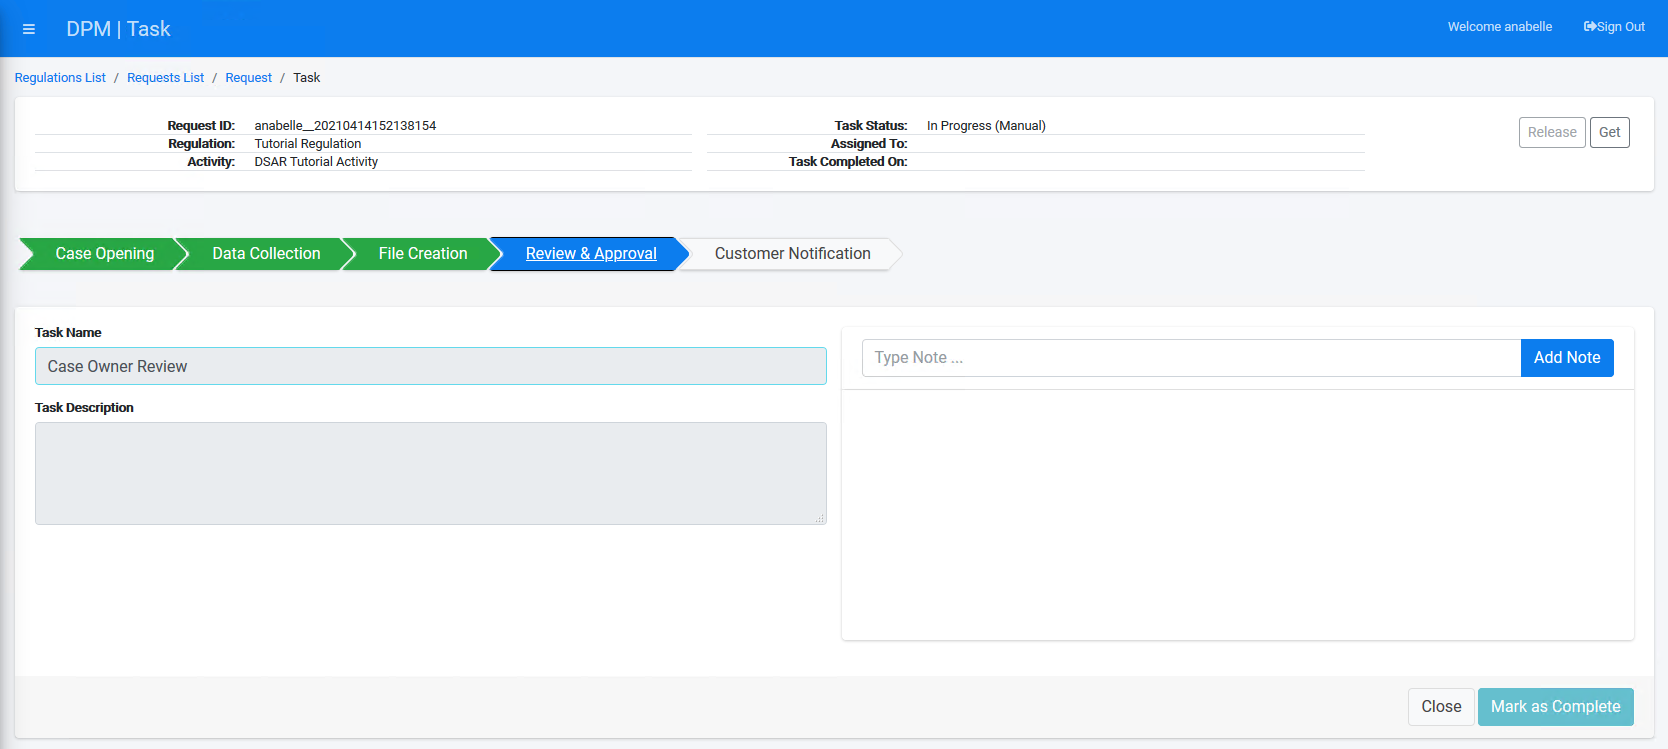 DPM | Task
Welcome anabelle
Sign Out
Regulations List / Requests List / Request / Task
Request ID: anabelle__20210414152138154
Regulation: Tutorial Regulation
Activity: DSAR Tutorial Activity
Task Status: In Progress (Manual)
Assigned To:
Task Completed On:
Release
Get
Case Opening
Data Collection
File Creation
Review & Approval
Customer Notification
Task Name
Case Owner Review
Task Description
Type Note ...
Add Note
Close
Mark as Complete